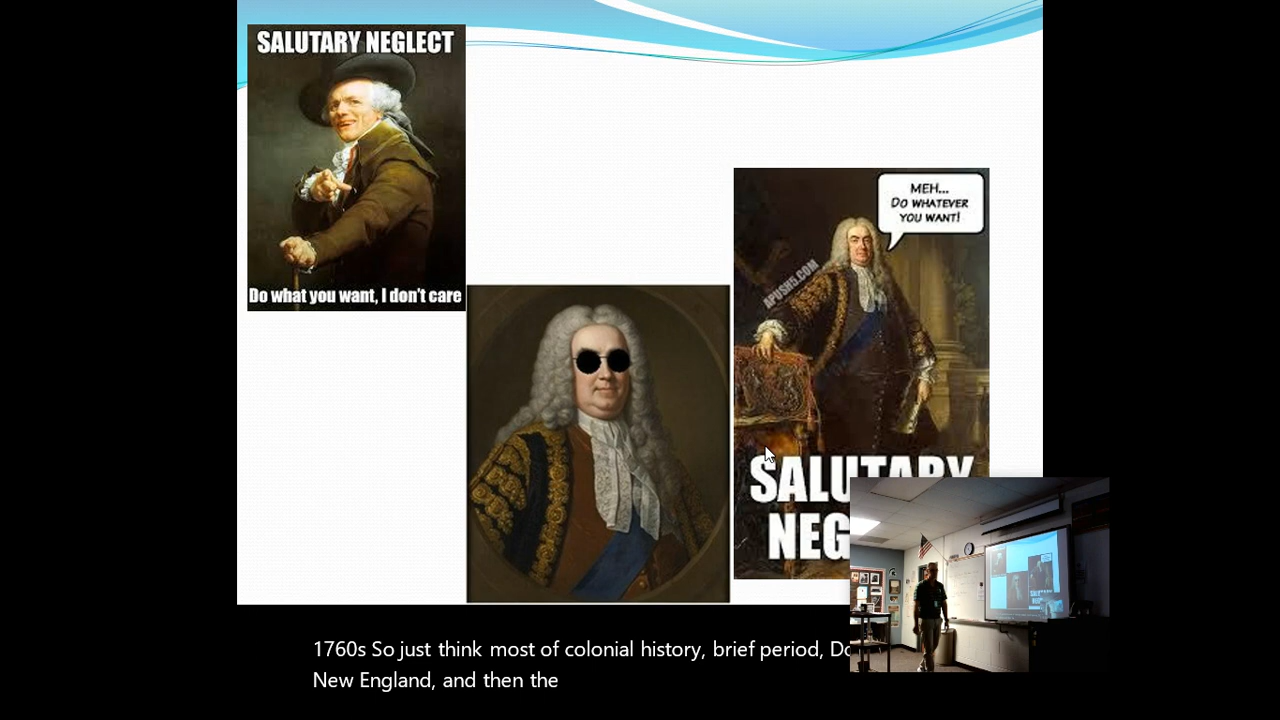 SALUTARY NEGLECT
Do what you want, I don't care
MEH...
DO WHATEVER
YOU WANT!
APUSH5.COM
SALUTARY
NEG
1760s So just think most of colonial history, brief period, Do
New England, and then the